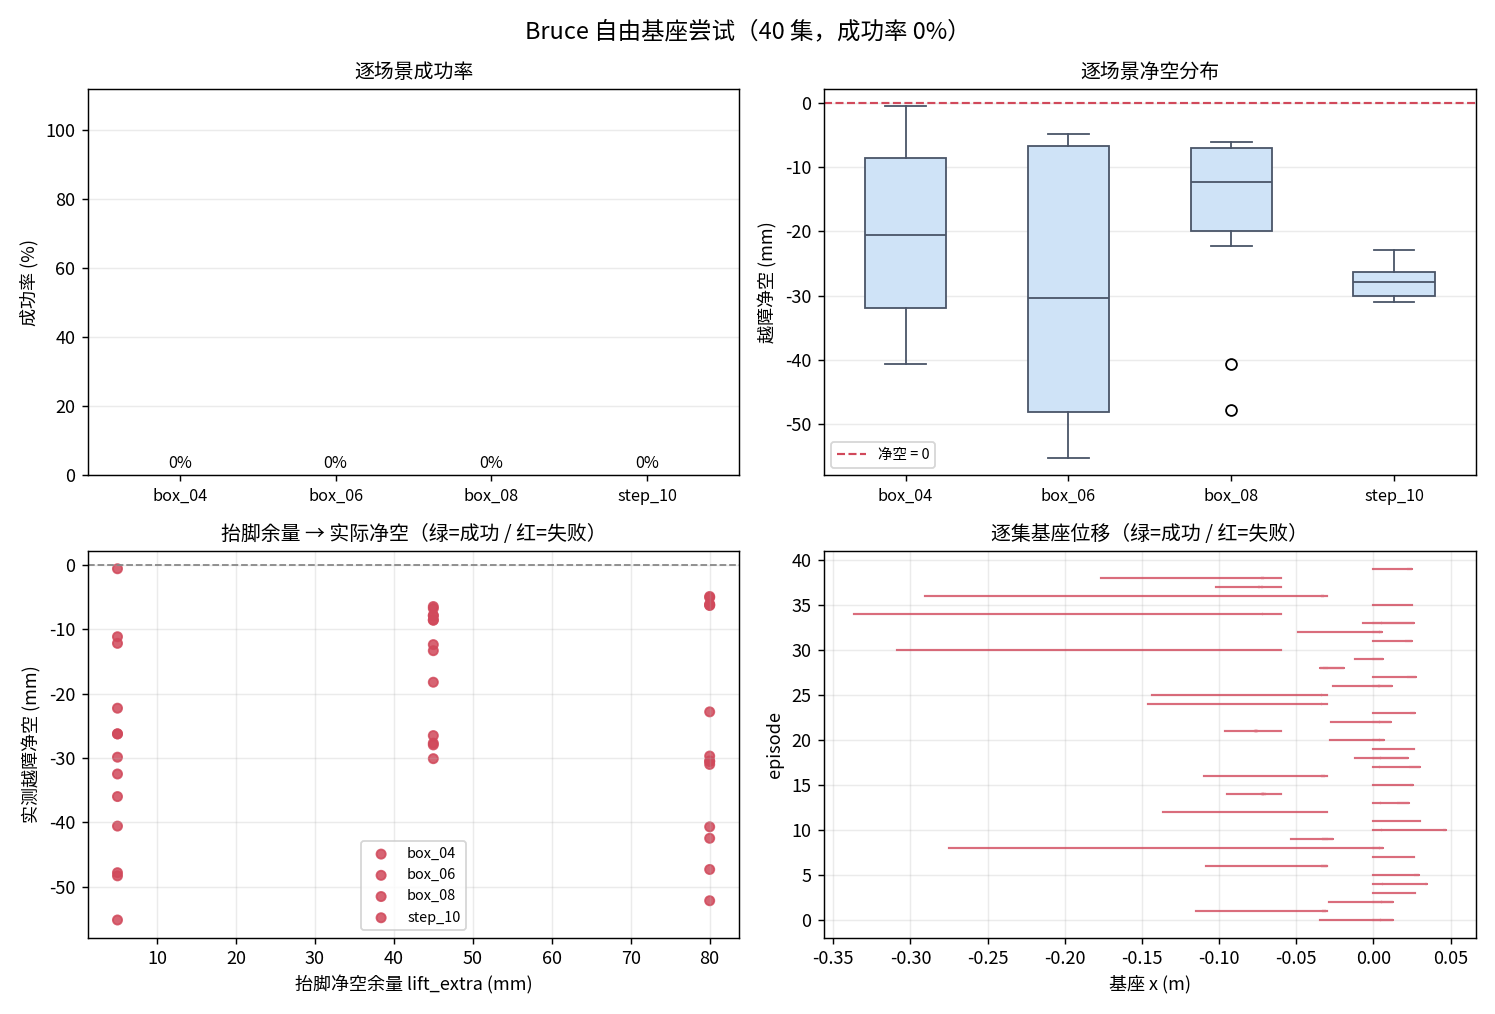 Bruce 自由基座尝试（40 集，成功率 0%）
逐场景成功率
成功率 (%)
100
80
60
40
20
0
0%
0%
0%
0%
box_04
box_06
box_08
step_10
逐场景净空分布
越障净空 (mm)
0
-10
-20
-30
-40
-50
净空 = 0
box_04
box_06
box_08
step_10
抬脚余量 → 实际净空（绿=成功 / 红=失败）
实测越障净空 (mm)
0
-10
-20
-30
-40
-50
box_04
box_06
box_08
step_10
10
20
30
40
50
60
70
80
抬脚净空余量 lift_extra (mm)
逐集基座位移（绿=成功 / 红=失败）
episode
40
35
30
25
20
15
10
5
0
-0.35
-0.30
-0.25
-0.20
-0.15
-0.10
-0.05
0.00
0.05
基座 x (m)